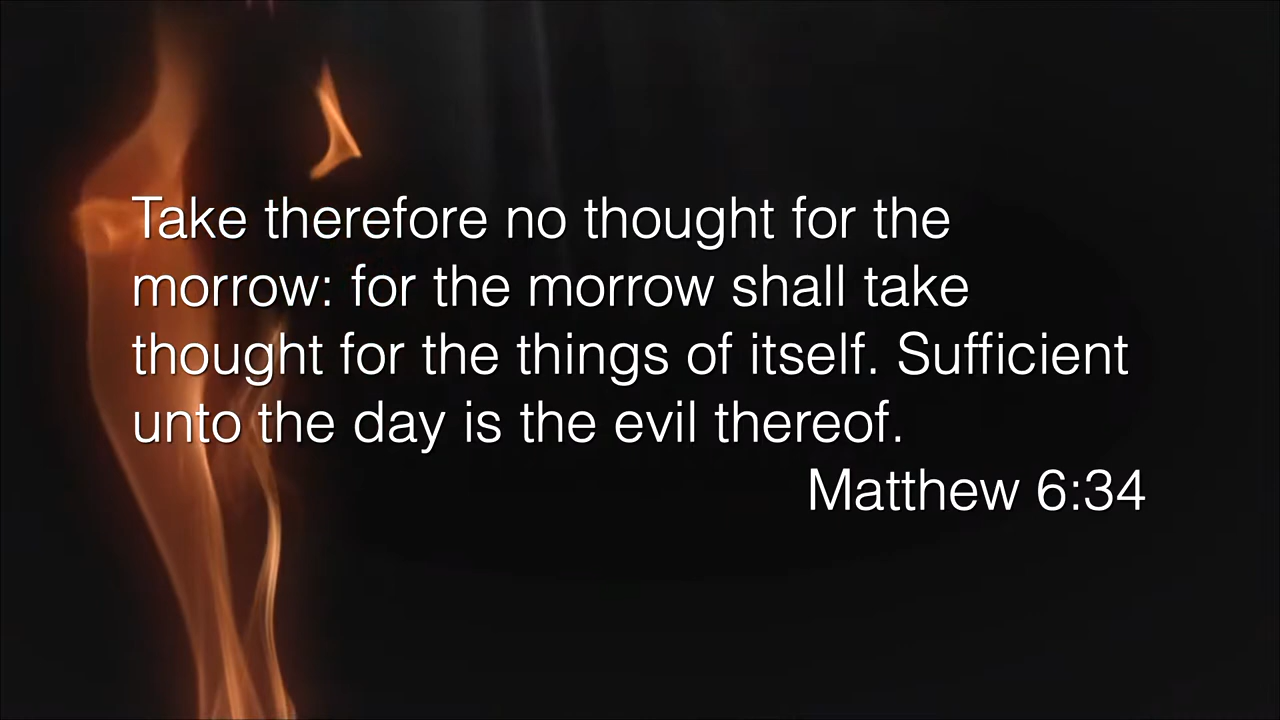 Take therefore no thought for the
morrow: for the morrow shall take
thought for the things of itself. Sufficient
unto the day is the evil thereof.
Matthew 6:34